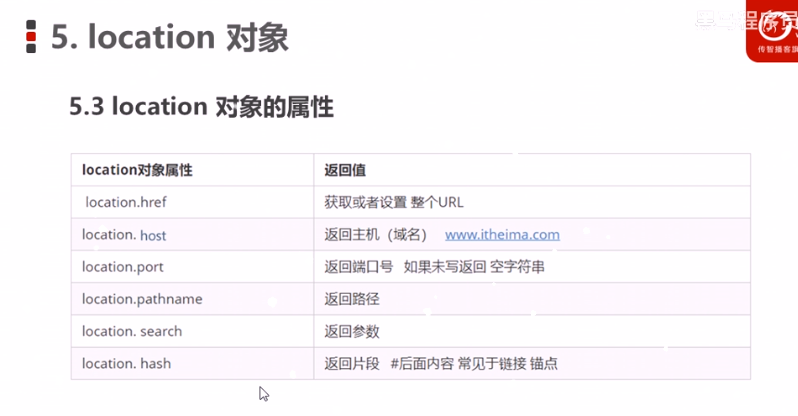 5. location 对象
程序员
传智播客旗
5.3 location 对象的属性
location对象属性 返回值
location.href 获取或者设置 整个URL
location. host 返回主机（域名） www.itheima.com
location.port 返回端口号 如果未写返回 空字符串
location.pathname 返回路径
location. search 返回参数
location. hash 返回片段 #后面内容 常见于链接 锚点